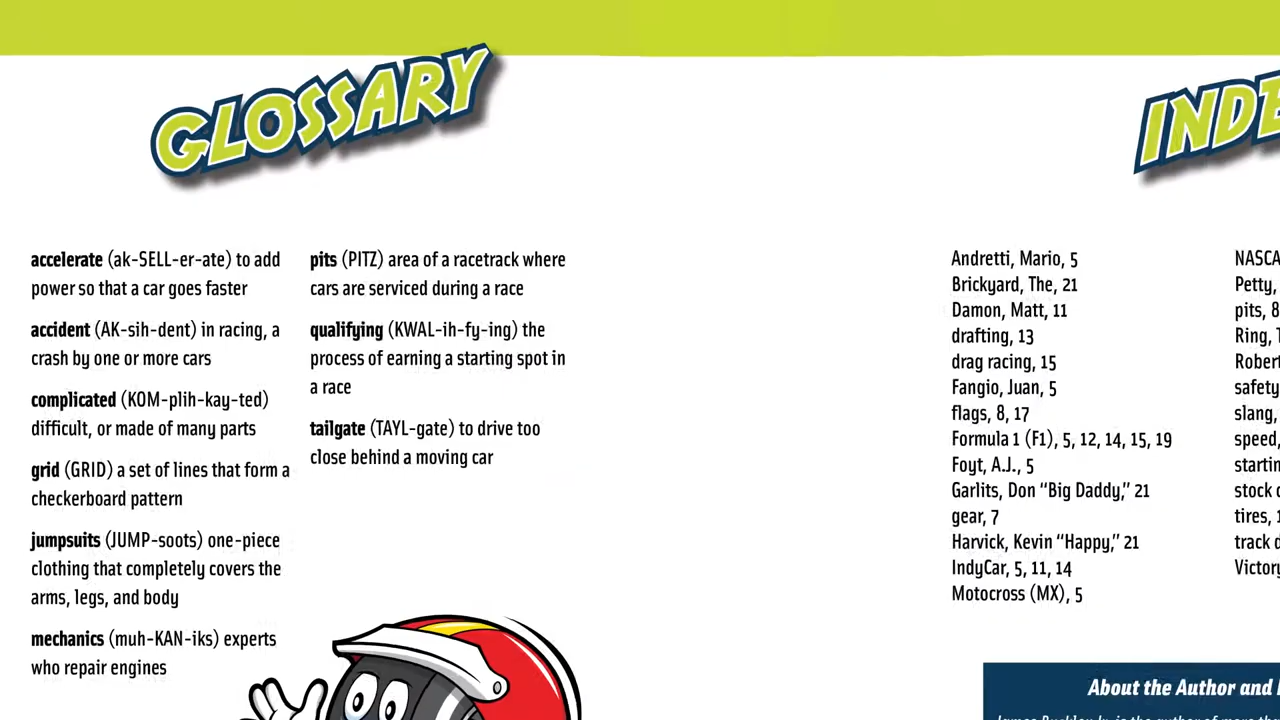 GLOSSARY
accelerate (ak-SELL-er-ate) to add
power so that a car goes faster
accident (AK-sih-dent) in racing, a
crash by one or more cars
complicated (KOM-plih-kay-ted)
difficult, or made of many parts
grid (GRID) a set of lines that form a
checkerboard pattern
jumpsuits (JUMP-soots) one-piece
clothing that completely covers the
arms, legs, and body
mechanics (muh-KAN-iks) experts
who repair engines
pits (PITZ) area of a racetrack where
cars are serviced during a race
qualifying (KWAL-ih-fy-ing) the
process of earning a starting spot in
a race
tailgate (TAYL-gate) to drive too
close behind a moving car
Andretti, Mario, 5
Brickyard, The, 21
Damon, Matt, 11
drafting, 13
drag racing, 15
Fangio, Juan, 5
flags, 8, 17
Formula 1 (F1), 5, 12, 14, 15, 19
Foyt, A.J., 5
Garlits, Don “Big Daddy,” 21
gear, 7
Harvick, Kevin “Happy,” 21
IndyCar, 5, 11, 14
Motocross (MX), 5
Petty,
pits, 8
Ring,
safety
slang,
speed,
stock
tires,
track
About the Author and